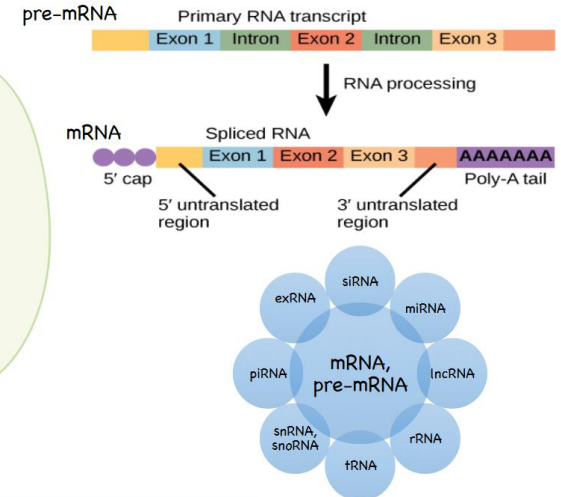 pre-mRNA
Primary RNA transcript
Exon 1 Intron Exon 2 Intron Exon 3
RNA processing
mRNA
Spliced RNA
Exon 1 Exon 2 Exon 3 AAAAAAA
5′ cap
Poly-A tail
5′ untranslated
region
3′ untranslated
region
siRNA
exRNA
miRNA
piRNA
mRNA,
pre-mRNA
lncRNA
snRNA,
snoRNA
rRNA
tRNA